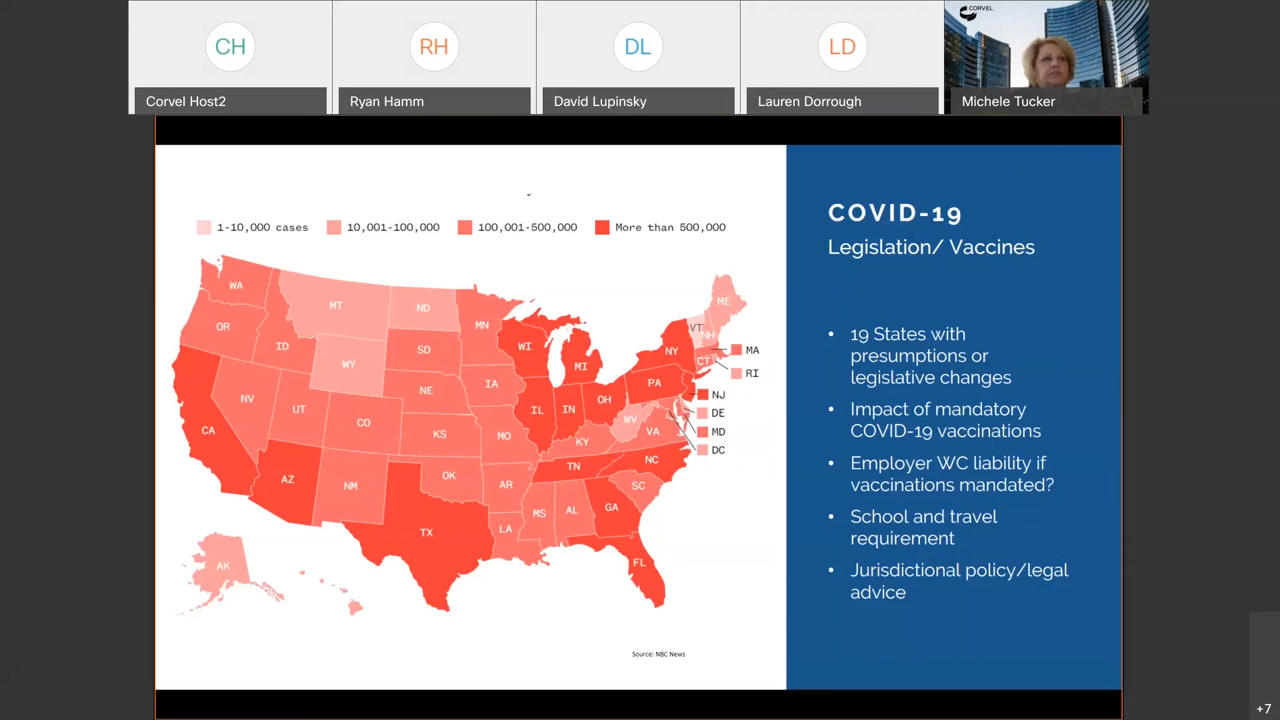 CORVEL
CH
RH
DL
LD
Corvel Host2
Ryan Hamm
David Lupinsky
Lauren Dorrough
Michele Tucker
1-10,000 cases
10,001-100,000
100,001-500,000
More than 500,000
WA
MT
ND
MN
ME
VT
NH
OR
ID
SD
WI
MI
NY
MA
CT
RI
WY
NE
IA
PA
NJ
NV
UT
CO
IL
IN
OH
WV
DE
CA
KS
MO
KY
VA
MD
DC
AZ
NM
OK
AR
TN
NC
TX
LA
MS
AL
GA
SC
AK
FL
Source: NBC News
COVID-19
Legislation/ Vaccines
• 19 States with
presumptions or
legislative changes
• Impact of mandatory
COVID-19 vaccinations
• Employer WC liability if
vaccinations mandated?
• School and travel
requirement
• Jurisdictional policy/legal
advice
+7